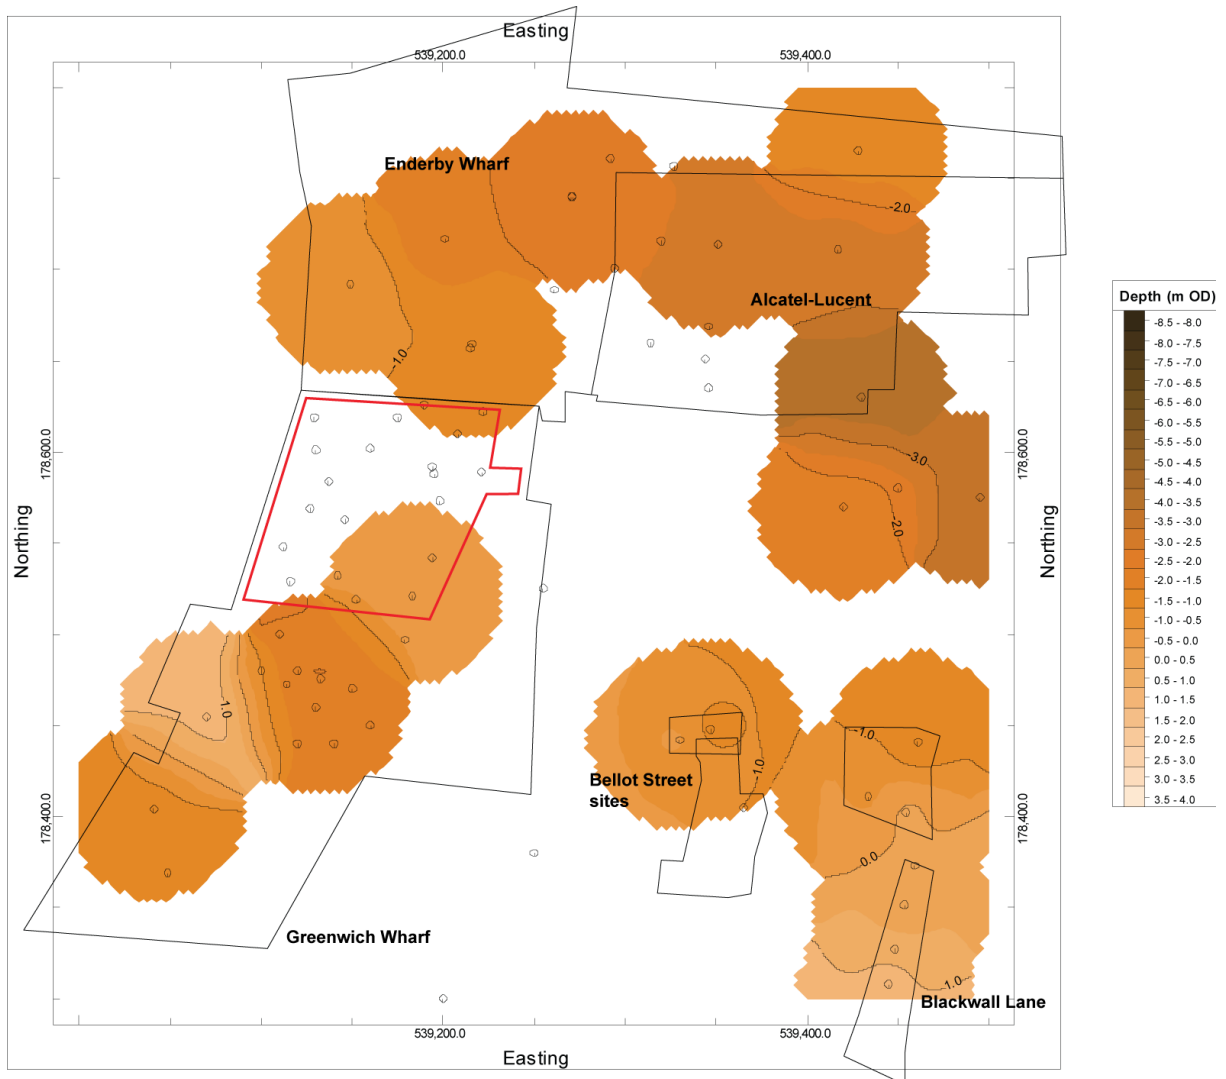 Easting
539,200.0
539,400.0
Enderby Wharf
-2.0
Alcatel-Lucent
Depth (m OD)
-8.5 - -8.0
-8.0 - -7.5
-7.5 - -7.0
-7.0 - -6.5
-6.5 - -6.0
-6.0 - -5.5
-5.5 - -5.0
-5.0 - -4.5
-4.5 - -4.0
-4.0 - -3.5
-3.5 - -3.0
-3.0 - -2.5
-2.5 - -2.0
-2.0 - -1.5
-1.5 - -1.0
-1.0 - -0.5
-0.5 - 0.0
0.0 - 0.5
0.5 - 1.0
1.0 - 1.5
1.5 - 2.0
2.0 - 2.5
2.5 - 3.0
3.0 - 3.5
3.5 - 4.0
-1.0
178,600.0
-3.0
178,600.0
-2.0
Northing
Northing
1.0
-1.0
-1.0
Bellot Street
sites
178,400.0
178,400.0
0.0
Greenwich Wharf
-1.0
Blackwall Lane
539,200.0
539,400.0
Easting